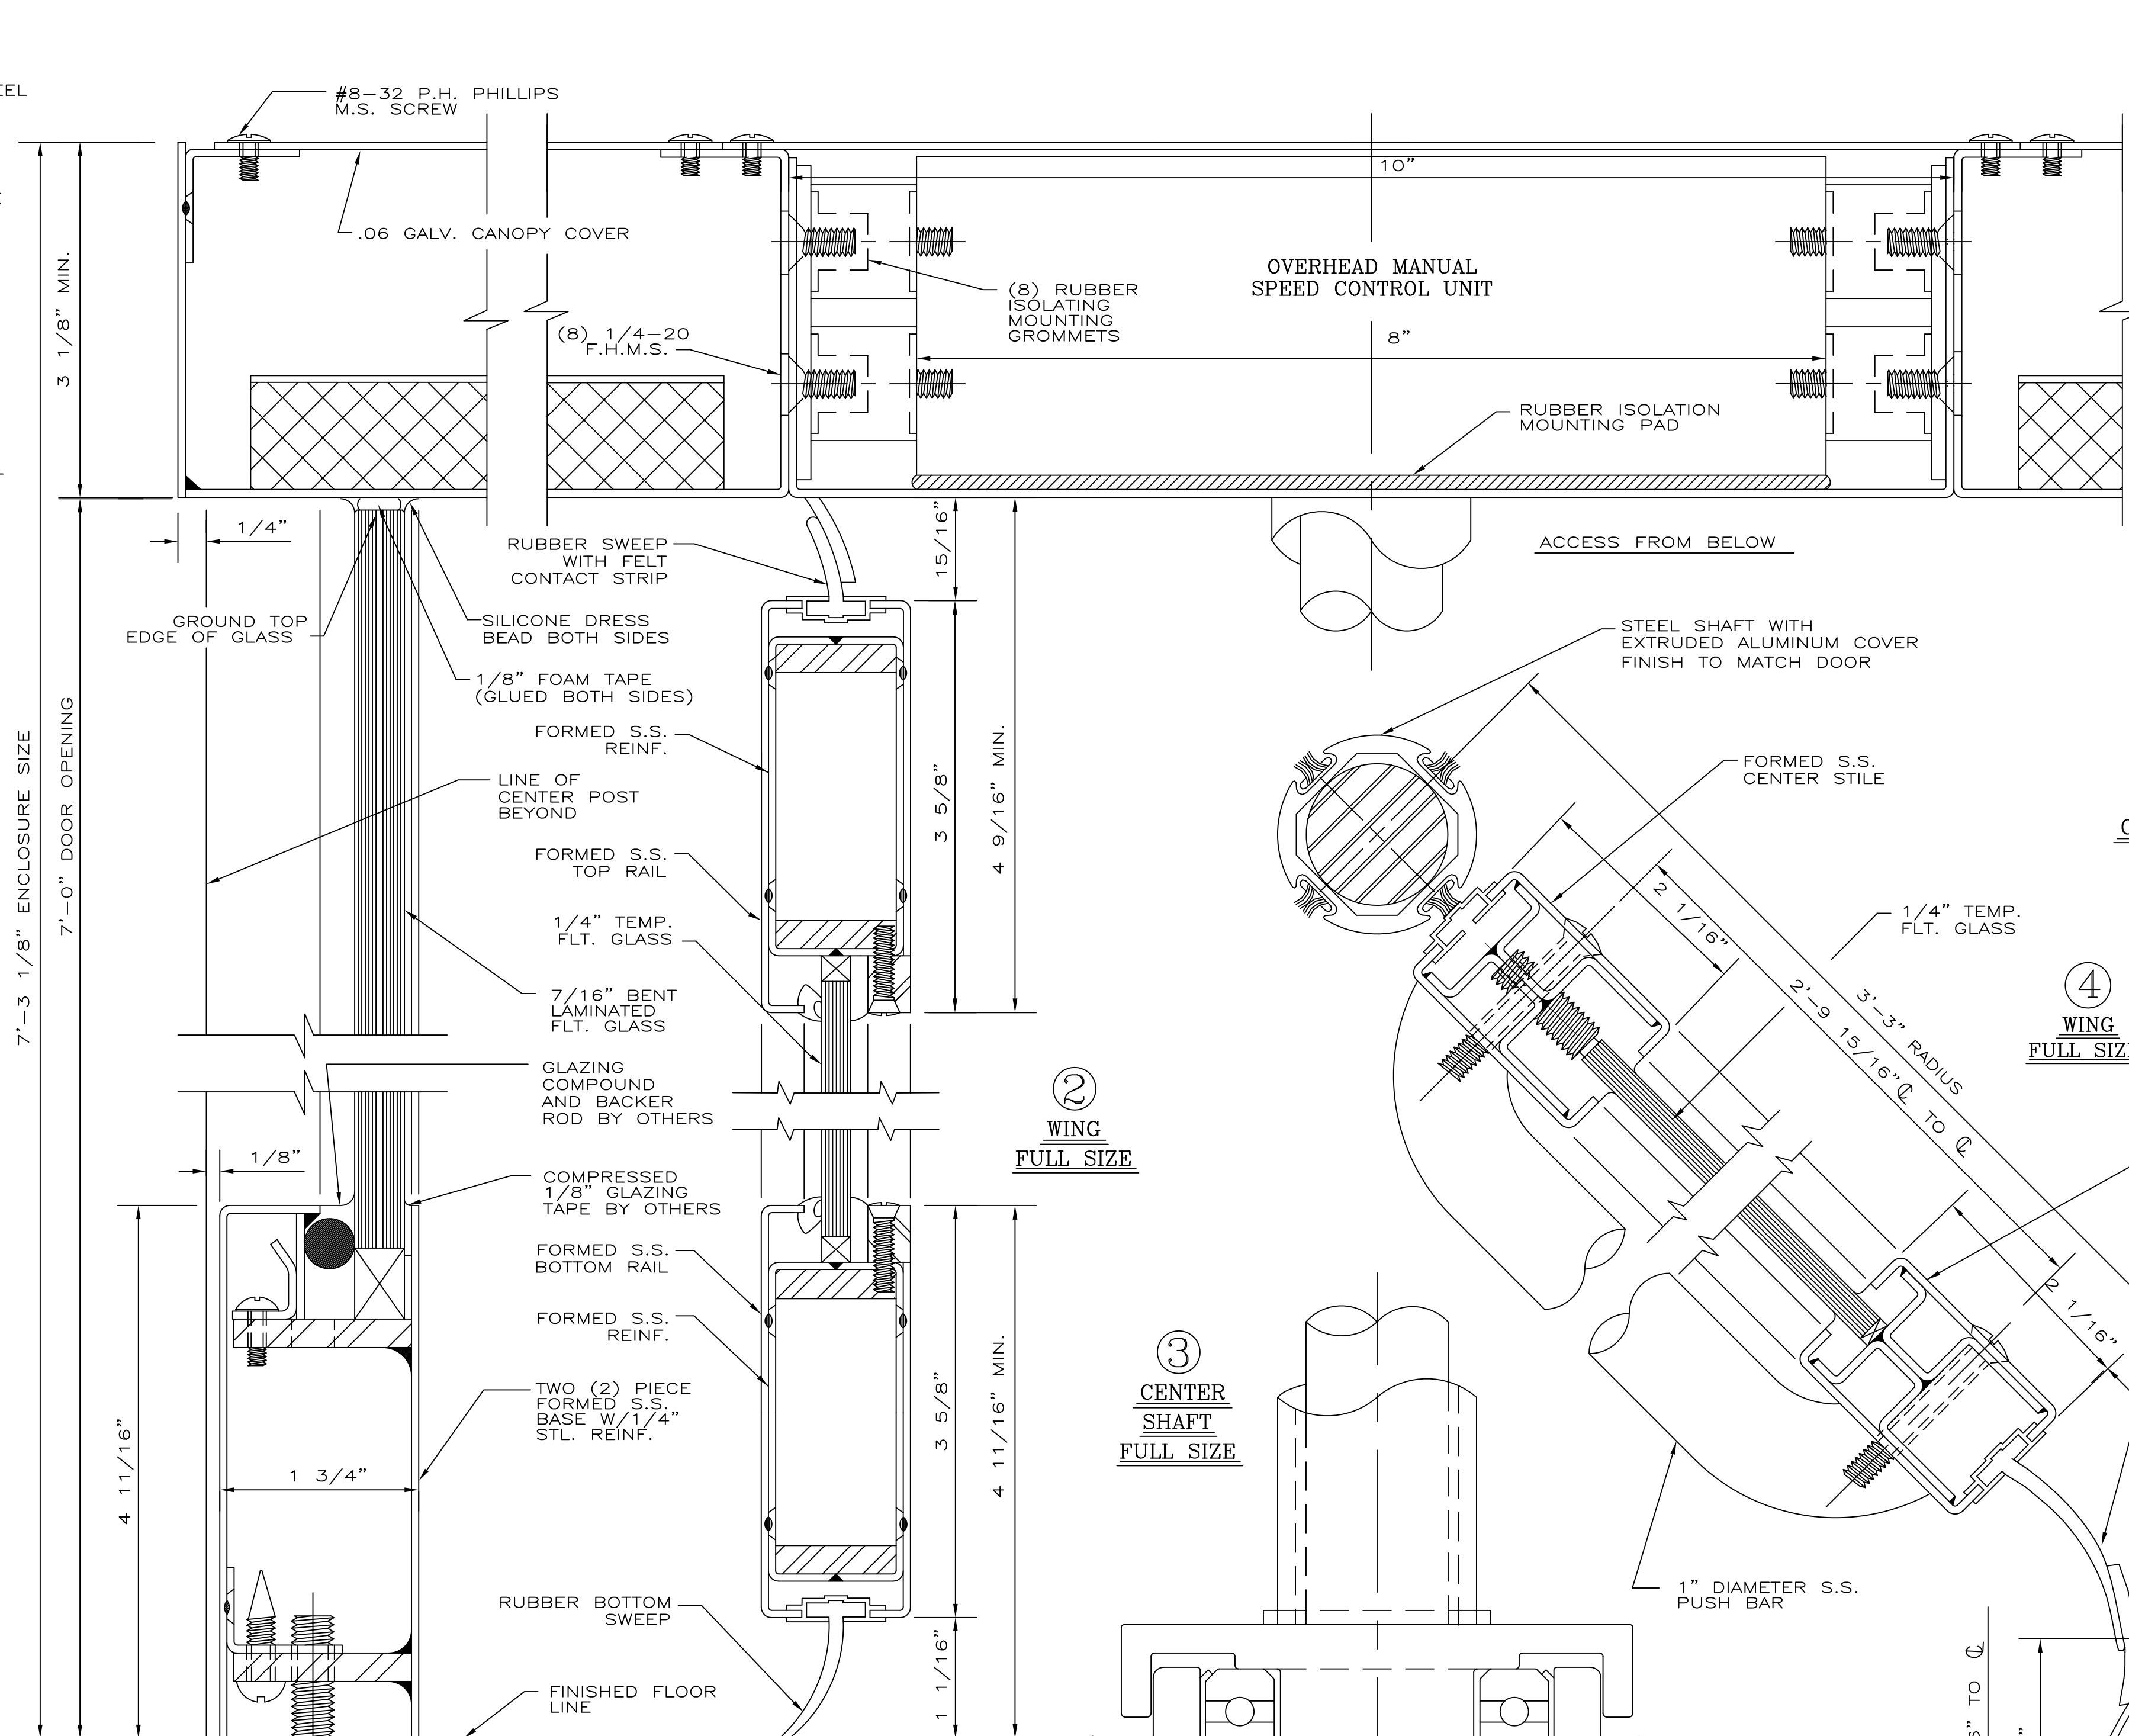 #8-32 P.H. PHILLIPS
M.S. SCREW
.06 GALV. CANOPY COVER
10"
OVERHEAD MANUAL
SPEED CONTROL UNIT
8"
(8) RUBBER
ISOLATING
MOUNTING
GROMMETS
(8) 1/4-20
F.H.M.S.
RUBBER ISOLATION
MOUNTING PAD
3 1/8" MIN.
1/4"
15/16"
ACCESS FROM BELOW
RUBBER SWEEP
WITH FELT
CONTACT STRIP
GROUND TOP
EDGE OF GLASS
SILICONE DRESS
BEAD BOTH SIDES
1/8" FOAM TAPE
(GLUED BOTH SIDES)
STEEL SHAFT WITH
EXTRUDED ALUMINUM COVER
FINISH TO MATCH DOOR
FORMED S.S.
REINF.
LINE OF
CENTER POST
BEYOND
FORMED S.S.
CENTER STILE
7'-3 1/8" ENCLOSURE SIZE
7'-0" DOOR OPENING
3 5/8"
4 9/16" MIN.
FORMED S.S.
TOP RAIL
1/4" TEMP.
FLT. GLASS
2 1/16"
1/4" TEMP.
FLT. GLASS
7/16" BENT
LAMINATED
FLT. GLASS
3'-3" RADIUS
2'-9 15/16" ℄ TO ℄
4
WING
GLAZING
COMPOUND
AND BACKER
ROD BY OTHERS
2
WING
FULL SIZE
1/8"
COMPRESSED
1/8" GLAZING
TAPE BY OTHERS
FORMED S.S.
BOTTOM RAIL
FORMED S.S.
REINF.
2 1/16"
3
CENTER
SHAFT
FULL SIZE
TWO (2) PIECE
FORMED S.S.
BASE W/1/4"
STL. REINF.
4 11/16"
1 3/4"
3 5/8"
4 11/16" MIN.
1" DIAMETER S.S.
PUSH BAR
RUBBER BOTTOM
SWEEP
1 1/16"
FINISHED FLOOR
LINE
TO ℄